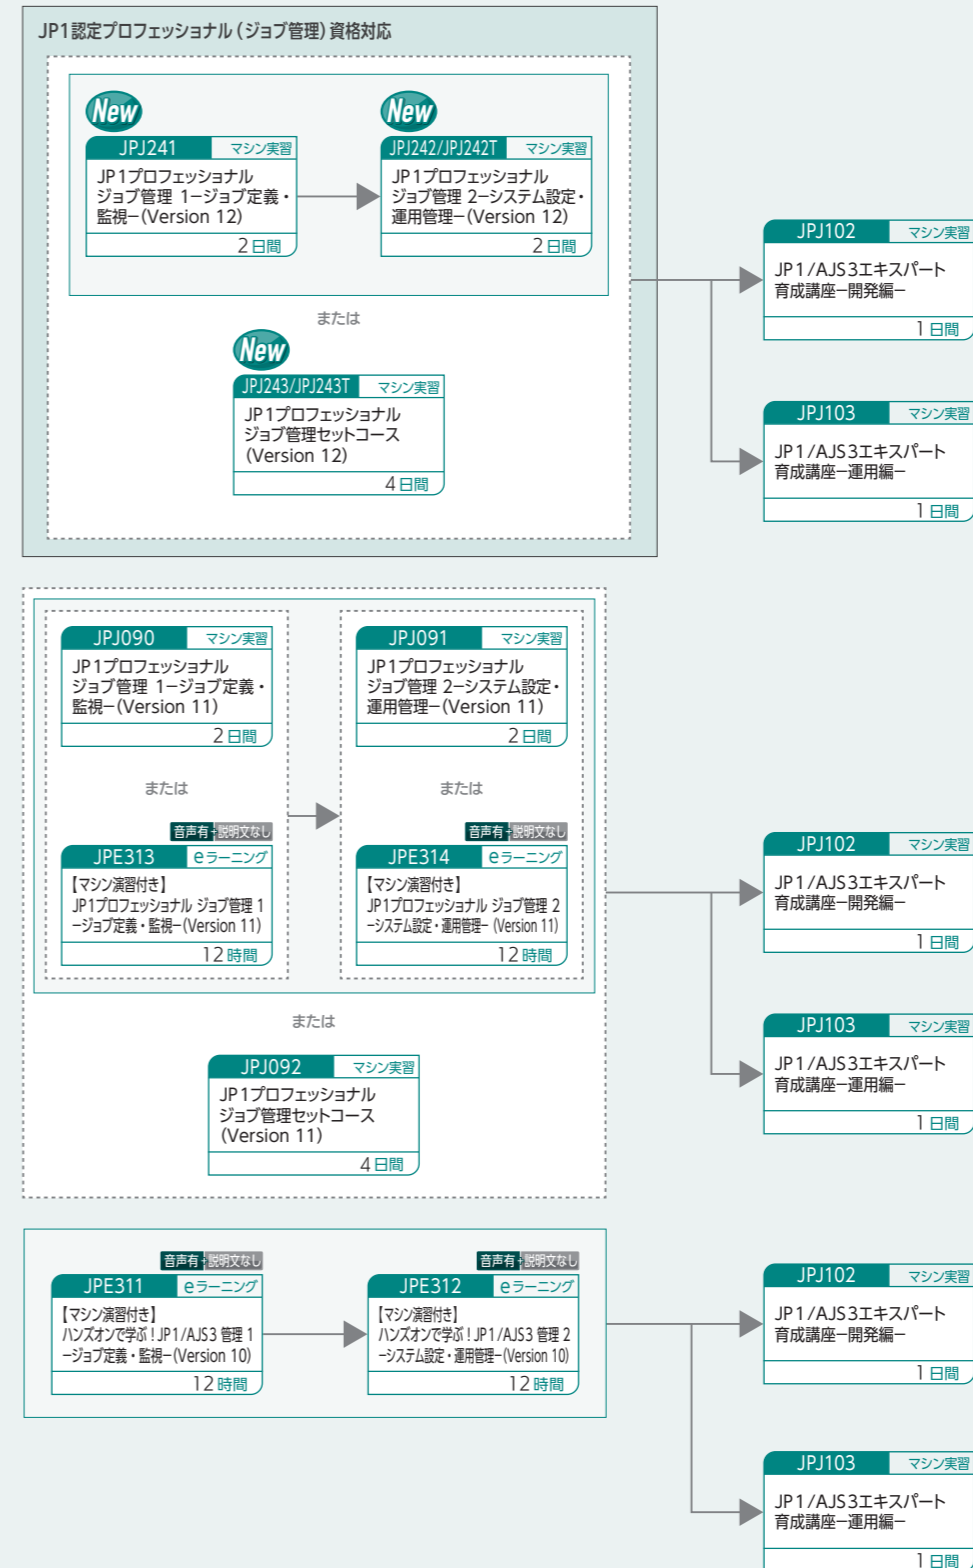 JP1認定プロフェッショナル(ジョブ管理)資格対応
New
JPJ241 マシン実習
JP1プロフェッショナル
ジョブ管理 1ージョブ定義・
監視ー(Version 12)
2日間
New
JPJ242/JPJ242T マシン実習
JP1プロフェッショナル
ジョブ管理 2ーシステム設定・
運用管理ー(Version 12)
2日間
または
New
JPJ243/JPJ243T マシン実習
JP1プロフェッショナル
ジョブ管理セットコース
(Version 12)
4日間
JPJ102 マシン実習
JP1/AJS3エキスパート
育成講座ー開発編ー
1日間
JPJ103 マシン実習
JP1/AJS3エキスパート
育成講座ー運用編ー
1日間
JPJ090 マシン実習
JP1プロフェッショナル
ジョブ管理 1ージョブ定義・
監視ー(Version 11)
2日間
または
音声有+説明文なし
JPE313 eラーニング
【マシン演習付き】
JP1プロフェッショナル ジョブ管理 1
ージョブ定義・監視ー(Version 11)
12時間
JPJ091 マシン実習
JP1プロフェッショナル
ジョブ管理 2ーシステム設定・
運用管理ー(Version 11)
2日間
または
音声有+説明文なし
JPE314 eラーニング
【マシン演習付き】
JP1プロフェッショナル ジョブ管理 2
ーシステム設定・運用管理ー (Version 11)
12時間
または
JPJ092 マシン実習
JP1プロフェッショナル
ジョブ管理セットコース
(Version 11)
4日間
JPJ102 マシン実習
JP1/AJS3エキスパート
育成講座ー開発編ー
1日間
JPJ103 マシン実習
JP1/AJS3エキスパート
育成講座ー運用編ー
1日間
音声有+説明文なし
JPE311 eラーニング
【マシン演習付き】
ハンズオンで学ぶ!JP1/AJS3 管理 1
ージョブ定義・監視ー(Version 10)
12時間
音声有+説明文なし
JPE312 eラーニング
【マシン演習付き】
ハンズオンで学ぶ!JP1/AJS3 管理 2
ーシステム設定・運用管理ー(Version 10)
12時間
JPJ102 マシン実習
JP1/AJS3エキスパート
育成講座ー開発編ー
1日間
JPJ103 マシン実習
JP1/AJS3エキスパート
育成講座ー運用編ー
1日間